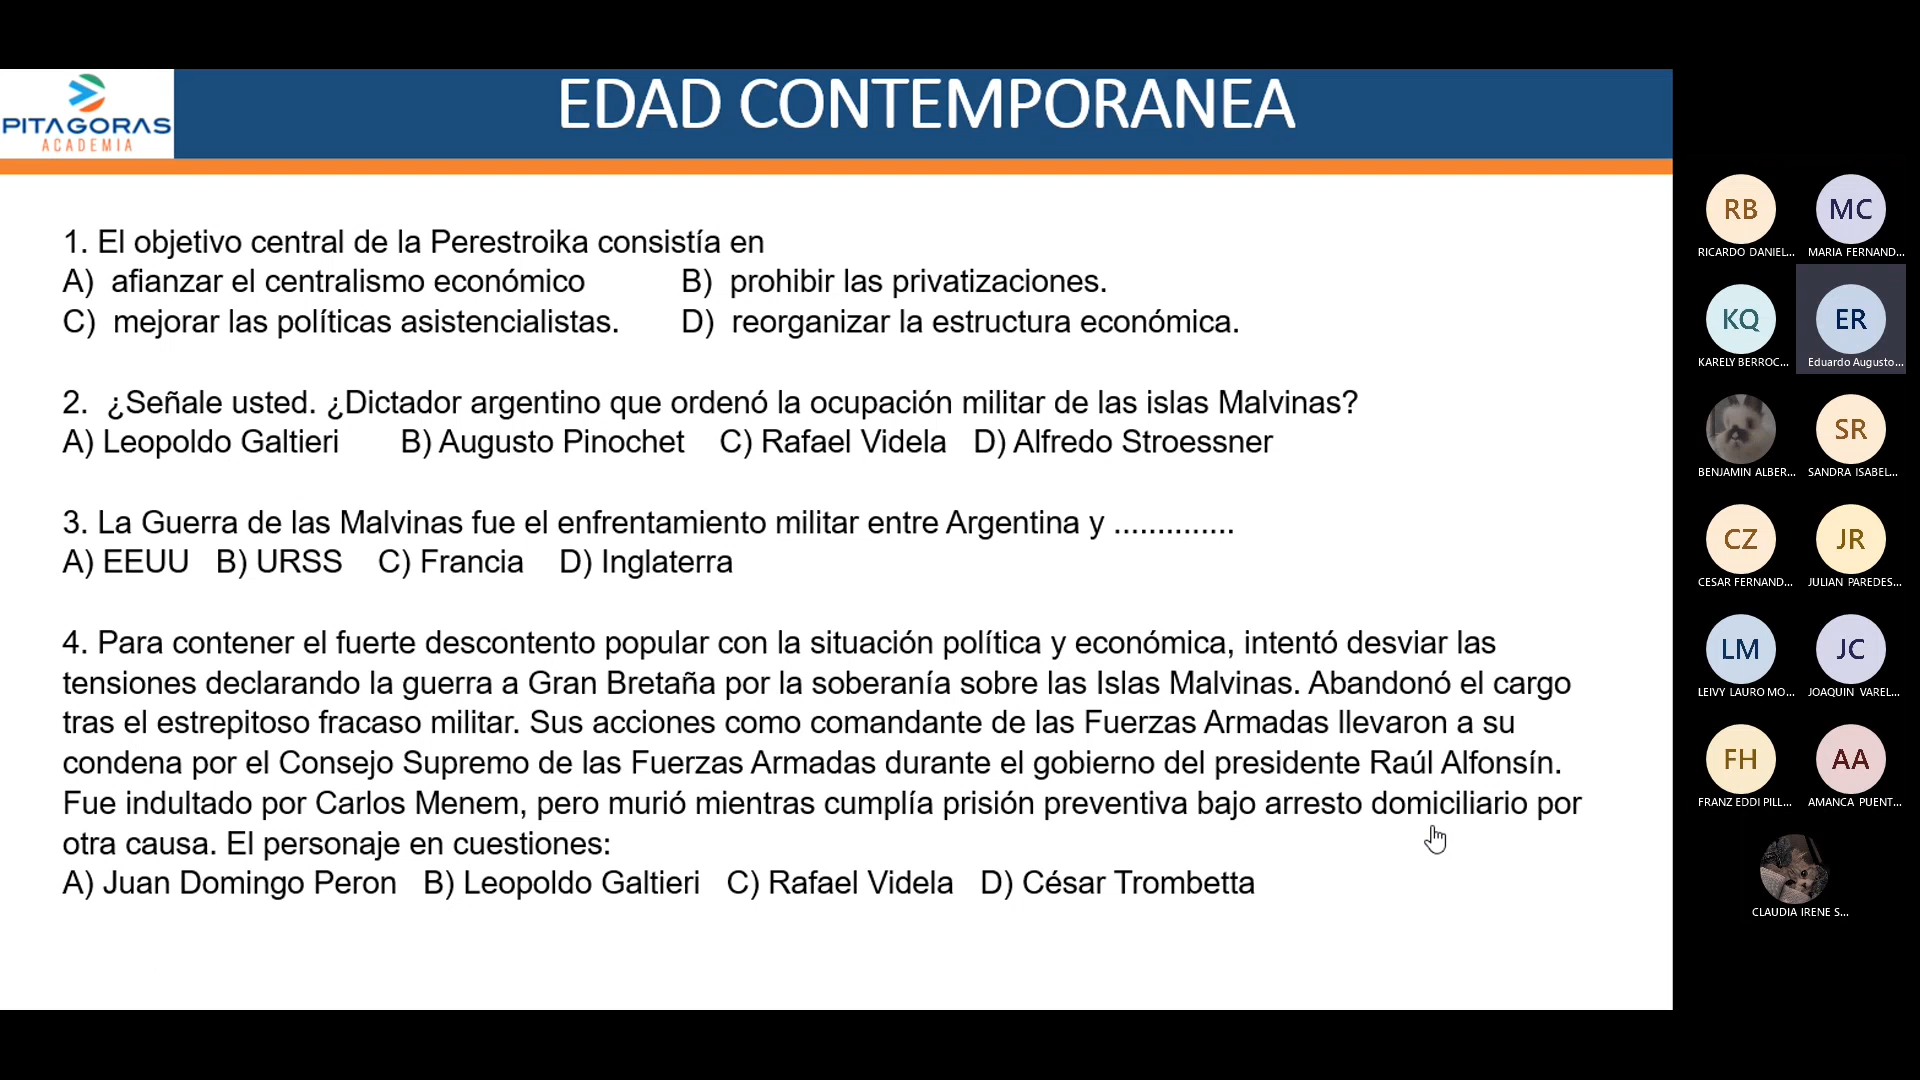 PITAGORAS
ACADEMIA
EDAD CONTEMPORANEA
1. El objetivo central de la Perestroika consistía en
A) afianzar el centralismo económico B) prohibir las privatizaciones.
C) mejorar las políticas asistencialistas. D) reorganizar la estructura económica.
2. ¿Señale usted. ¿Dictador argentino que ordenó la ocupación militar de las islas Malvinas?
A) Leopoldo Galtieri B) Augusto Pinochet C) Rafael Videla D) Alfredo Stroessner
3. La Guerra de las Malvinas fue el enfrentamiento militar entre Argentina y ..............
A) EEUU B) URSS C) Francia D) Inglaterra
4. Para contener el fuerte descontento popular con la situación política y económica, intentó desviar las
tensiones declarando la guerra a Gran Bretaña por la soberanía sobre las Islas Malvinas. Abandonó el cargo
tras el estrepitoso fracaso militar. Sus acciones como comandante de las Fuerzas Armadas llevaron a su
condena por el Consejo Supremo de las Fuerzas Armadas durante el gobierno del presidente Raúl Alfonsín.
Fue indultado por Carlos Menem, pero murió mientras cumplía prisión preventiva bajo arresto domiciliario por
otra causa. El personaje en cuestiones:
A) Juan Domingo Peron B) Leopoldo Galtieri C) Rafael Videla D) César Trombetta
RB MC
RICARDO DANIEL... MARIA FERNAND...
KQ ER
KARELY BERROC... Eduardo Augusto...
SR
BENJAMIN ALBER... SANDRA ISABEL...
CZ JR
CESAR FERNAND... JULIAN PAREDES...
LM JC
LEIVY LAURO MO... JOAQUIN VAREL...
FH AA
FRANZ EDDI PILL... AMANCA PUENT...
CLAUDIA IRENE S...